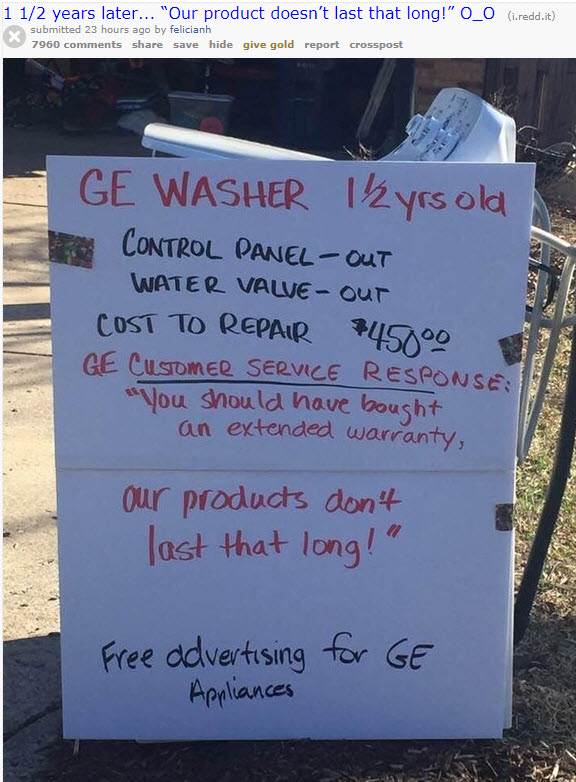 1 1/2 years later... “Our product doesn’t last that long!” O_O (i.redd.it)
submitted 23 hours ago by felicianh
7960 comments share save hide give gold report crosspost
GE WASHER 1 1/2 yrs old
CONTROL PANEL - OUT
WATER VALVE - OUT
COST TO REPAIR $450 00
GE CUSTOMER SERVICE RESPONSE:
"You should have bought
an extended warranty,
our products don't
last that long!"
Free advertising for GE
Appliances